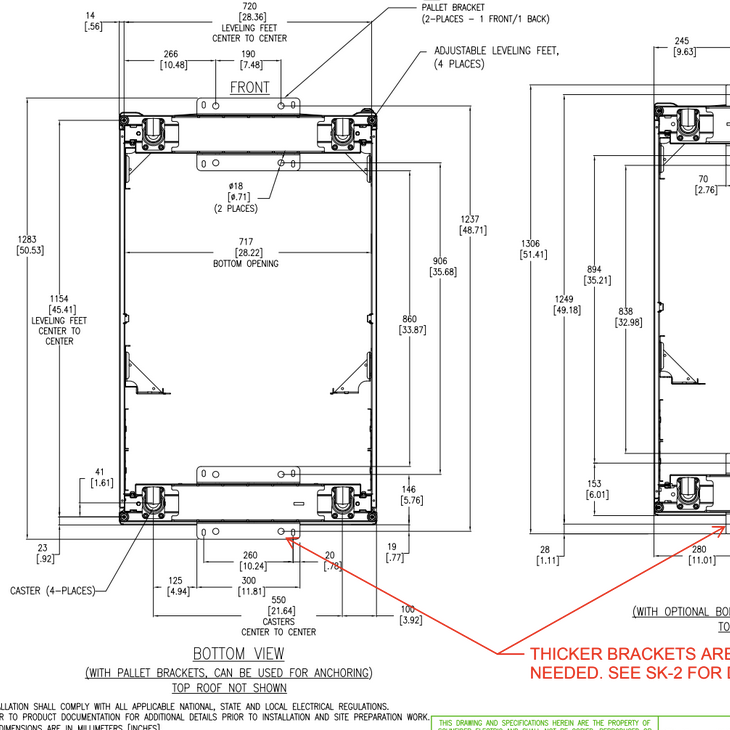 720
[28.36]
LEVELING FEET
CENTER TO CENTER
14
[.56]
PALLET BRACKET
(2-PLACES - 1 FRONT/1 BACK)
266
[10.48]
190
[7.48]
ADJUSTABLE LEVELING FEET,
(4 PLACES)
245
[9.63]
FRONT
ø18
[ø.71]
(2 PLACES)
70
[2.76]
1283
[50.53]
717
[28.22]
BOTTOM OPENING
1237
[48.71]
906
[35.68]
1306
[51.41]
894
[35.21]
1154
[45.41]
LEVELING FEET
CENTER TO
CENTER
860
[33.87]
1249
[49.18]
838
[32.98]
41
[1.61]
146
[5.76]
153
[6.01]
23
[.92]
260
[10.24]
20
[.78]
19
[.77]
28
[1.11]
280
[11.01]
CASTER (4-PLACES)
125
[4.94]
300
[11.81]
550
[21.64]
CASTERS
CENTER TO CENTER
100
[3.92]
(WITH OPTIONAL BO
TO
BOTTOM VIEW
(WITH PALLET BRACKETS, CAN BE USED FOR ANCHORING)
TOP ROOF NOT SHOWN
THICKER BRACKETS ARE
NEEDED. SEE SK-2 FOR
ALLATION SHALL COMPLY WITH ALL APPLICABLE NATIONAL, STATE AND LOCAL ELECTRICAL REGULATIONS.
R TO PRODUCT DOCUMENTATION FOR ADDITIONAL DETAILS PRIOR TO INSTALLATION AND SITE PREPARATION WORK.
DIMENSIONS ARE IN MILLIMETERS [INCHES]
THIS DRAWING AND SPECIFICATIONS HEREIN ARE THE PROPERTY OF